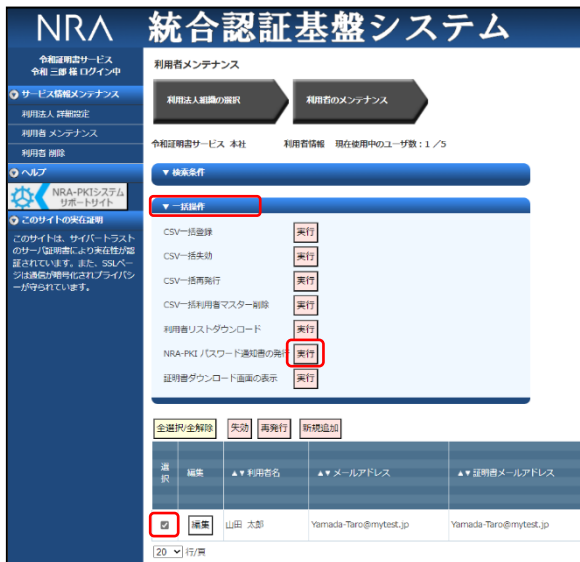 NRA
統合認証基盤システム
令和証明書サービス
令和 三郎 様 ログイン中
サービス情報メンテナンス
利用法人 詳細設定
利用者 メンテナンス
利用者 削除
ヘルプ
NRA-PKIシステム
サポートサイト
このサイトの実在証明
このサイトは、サイバートラスト
のサーバ証明書により実在性が認
証されています。また、SSLペー
ジは通信が暗号化されプライバシ
ーが守られています。
利用者メンテナンス
利用法人組織の選択
利用者のメンテナンス
令和証明書サービス 本社 利用者情報 現在使用中のユーザ数：1 ／5
▼ 検索条件
▼ 一括操作
CSV一括登録 実行
CSV一括失効 実行
CSV一括再発行 実行
CSV一括利用者マスター削除 実行
利用者リストダウンロード 実行
NRA-PKI パスワード通知書の発行 実行
証明書ダウンロード画面の表示 実行
全選択/全解除 失効 再発行 新規追加
選択 編集 ▲▼利用者名 ▲▼メールアドレス ▲▼証明書メールアドレス
編集 山田 太郎 Yamada-Taro@mytest.jp Yamada-Taro@mytest.jp
20 行/頁